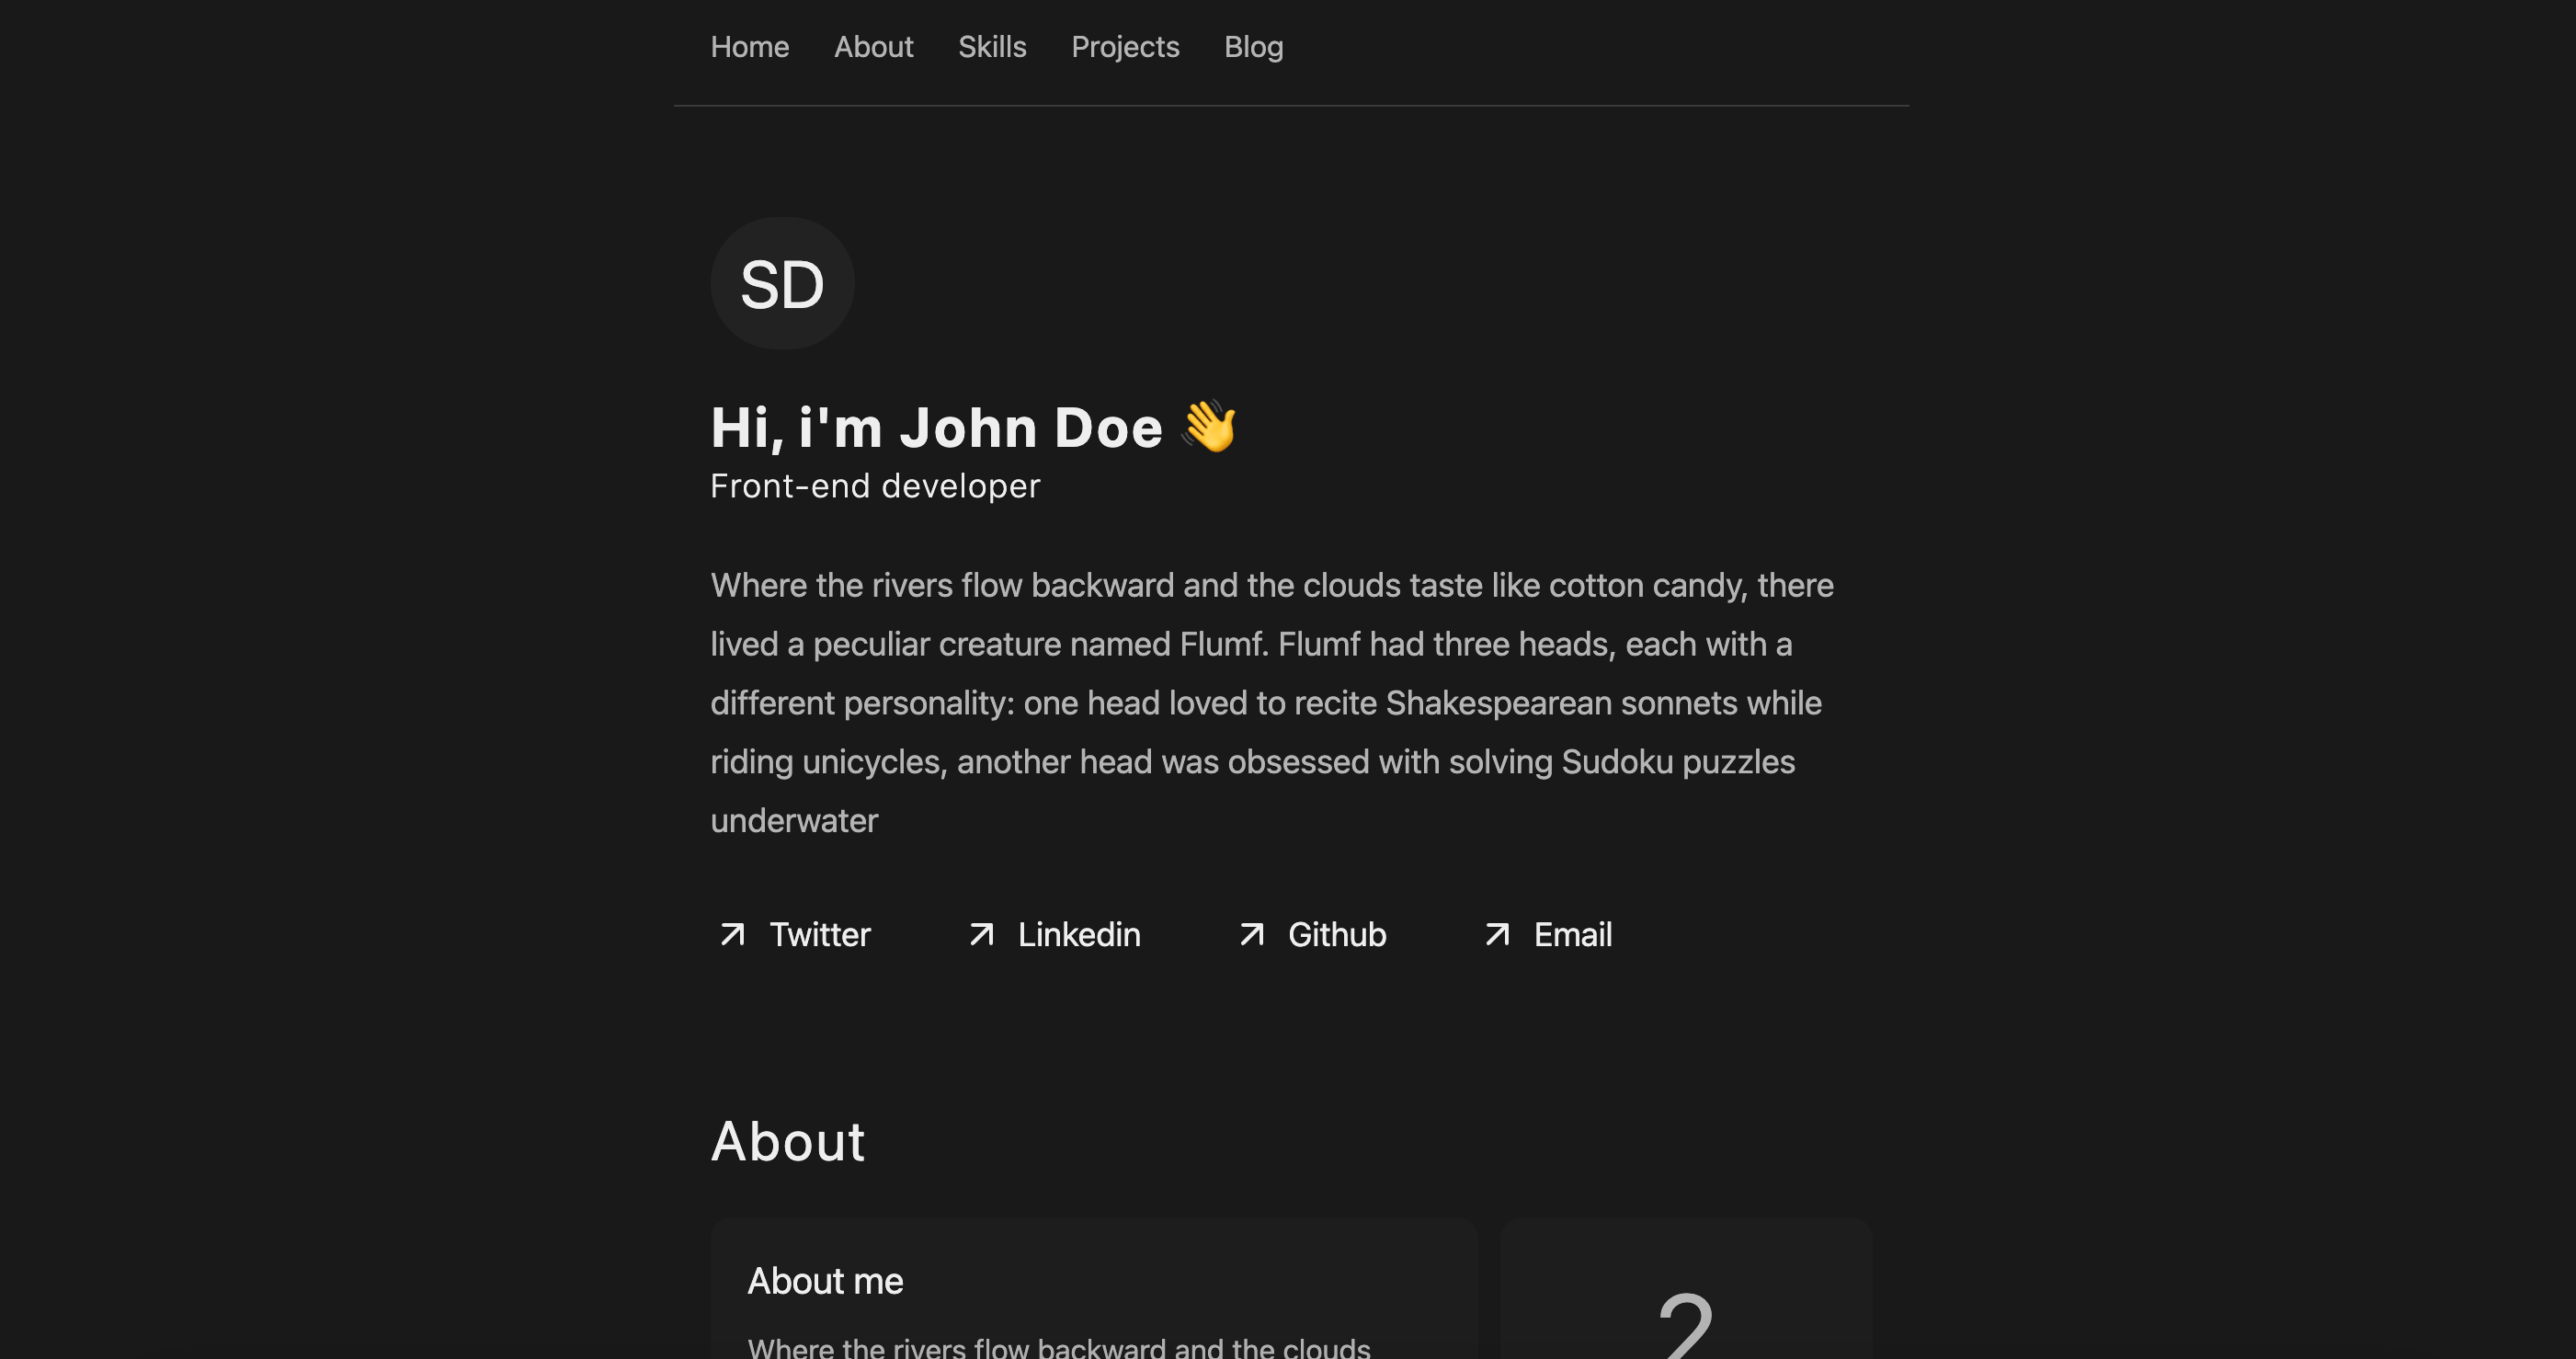 Home About Skills Projects Blog
SD
Hi, i'm John Doe 👋
Front-end developer
Where the rivers flow backward and the clouds taste like cotton candy, there
lived a peculiar creature named Flumf. Flumf had three heads, each with a
different personality: one head loved to recite Shakespearean sonnets while
riding unicycles, another head was obsessed with solving Sudoku puzzles
underwater
Twitter Linkedin Github Email
About
About me
2
Where the rivers flow backward and the clouds